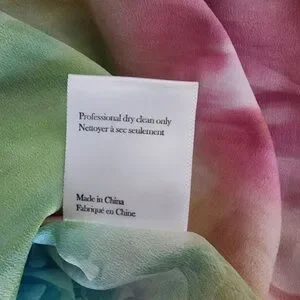 Professional dry clean only
Nettoyer à sec seulement
Made in China
Fabriqué en Chine